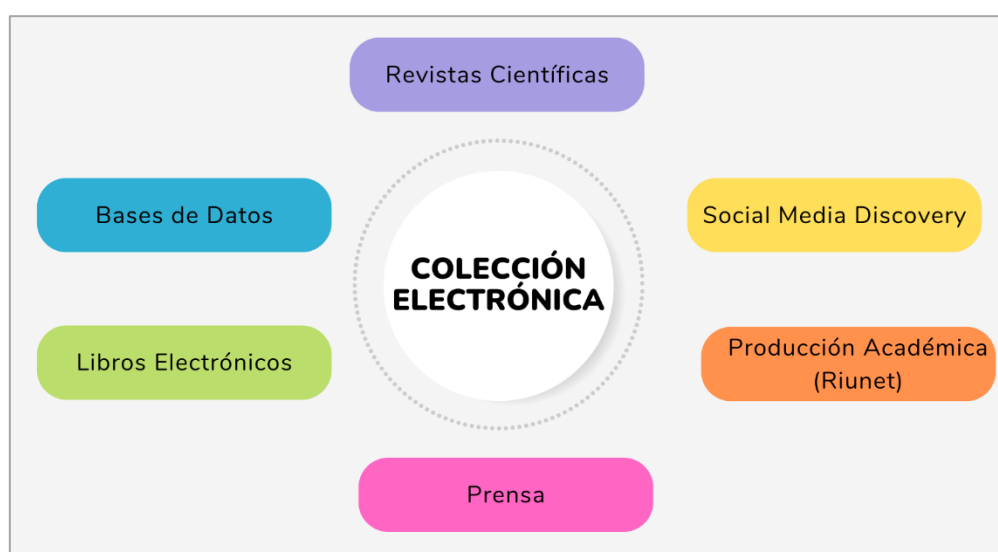 Revistas Científicas
Bases de Datos
Social Media Discovery
COLECCIÓN
ELECTRÓNICA
Libros Electrónicos
Producción Académica
(Riunet)
Prensa